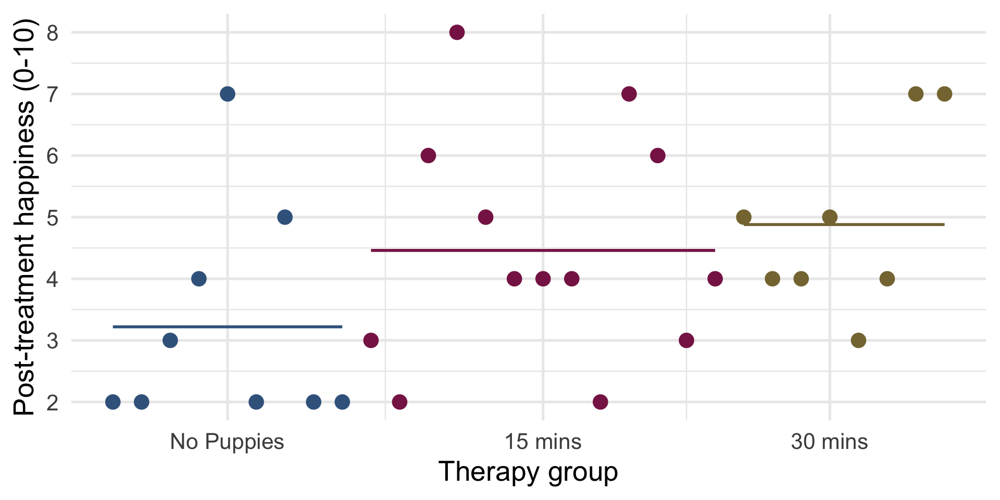 Post-treatment happiness (0-10)
8
7
6
5
4
3
2
No Puppies
15 mins
30 mins
Therapy group